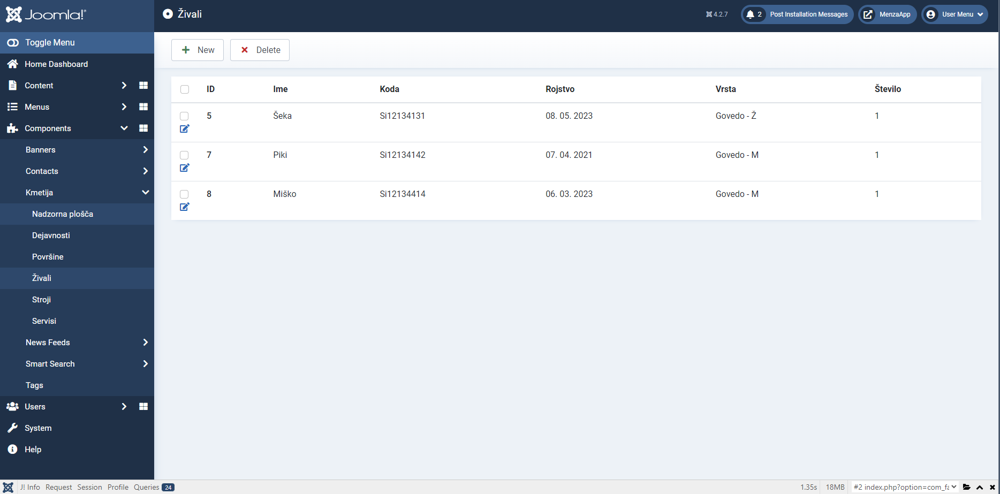 Joomla!®
Živali
4.2.7
2 Post Installation Messages
MenzaApp
User Menu
Toggle Menu
Home Dashboard
Content
Menus
Components
Banners
Contacts
Kmetija
Nadzorna plošča
Dejavnosti
Površine
Živali
Stroji
Servisi
News Feeds
Smart Search
Tags
Users
System
Help
New Delete
ID Ime Koda Rojstvo Vrsta Število
5 Šeka Si12134131 08. 05. 2023 Govedo - Ž 1
7 Piki Si12134142 07. 04. 2021 Govedo - M 1
8 Miško Si12134414 06. 03. 2023 Govedo - M 1
J! Info Request Session Profile Queries 24 1.35s 18MB #2 index.php?option=com_fa